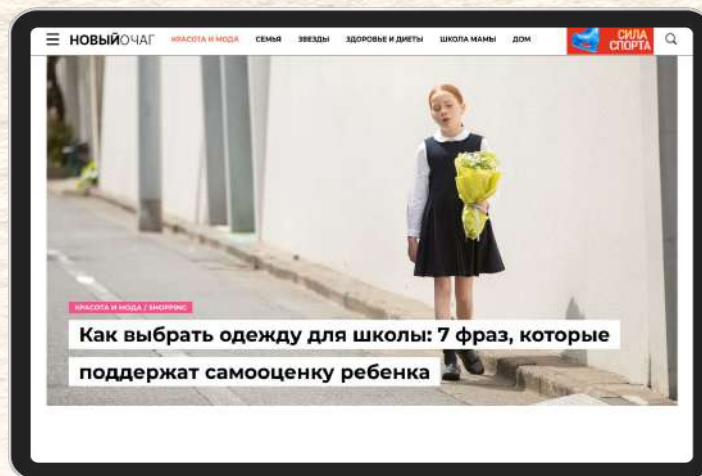 НОВЫЙОЧАГ КРАСОТА И МОДА СЕМЬЯ ЗВЕЗДЫ ЗДОРОВЬЕ И ДИЕТЫ ШКОЛА МАМЫ ДОМ
СИЛА
СПОРТА
КРАСОТА И МОДА / SHOPPING
Как выбрать одежду для школы: 7 фраз, которые
поддержат самооценку ребенка